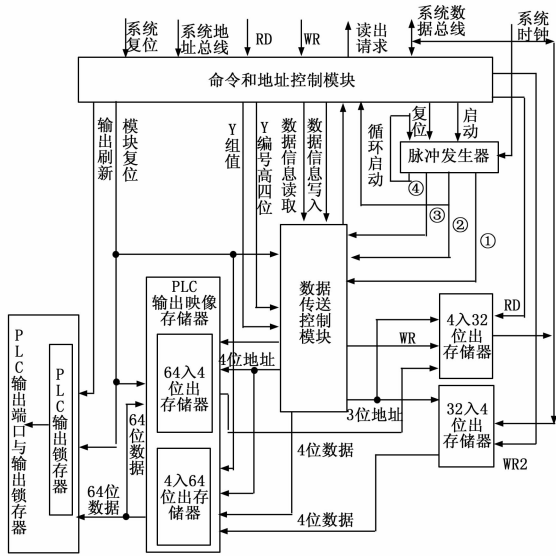 系统
复位
系统地
址总线
RD
WR
读出
请求
系统数
据总线
系统
时钟
命令和地址控制模块
输出刷新
模块复位
Y组值
Y编号高四位
数据信息读取
数据信息写入
循环启动
复位
启动
脉冲发生器
④
③
②
①
数据
传送
控制
模块
PLC
输出映像
存储器
64入4
位出
存储器
4入64
位出存
储器
4位地址
WR
3位地址
4入32
位出
存储器
RD
32入4
位出
存储器
WR2
PLC输出端口与输出锁存器
PLC输出锁存器
64位
数据
64位
数据
4位数据
4位数据